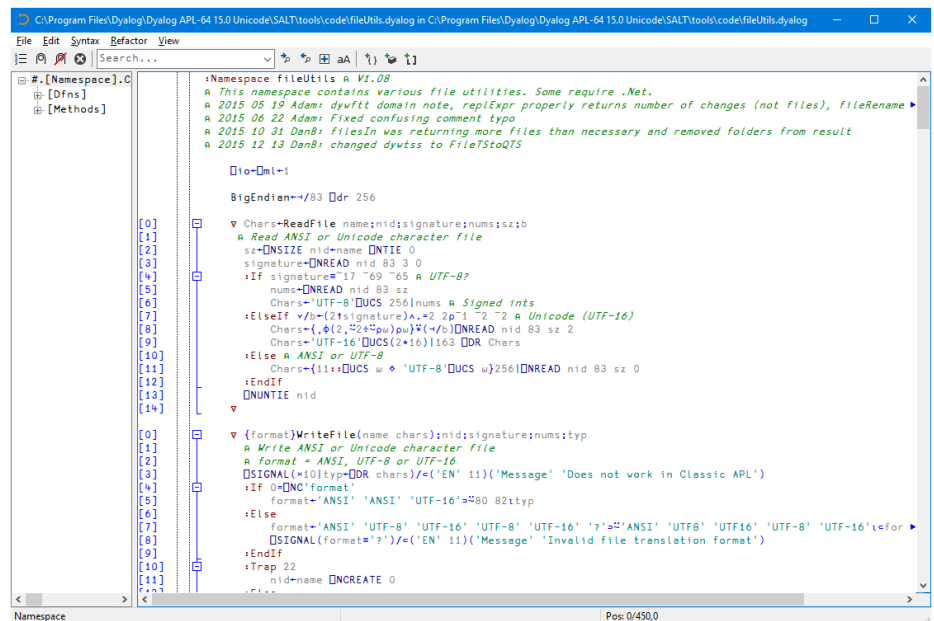 C:\Program Files\Dyalog\Dyalog APL-64 15.0 Unicode\SALT\tools\code\fileUtils.dyalog in C:\Program Files\Dyalog\Dyalog APL-64 15.0 Unicode\SALT\tools\code\fileUtils.dyalog
File Edit Syntax Refactor View
Search...
#.[Namespace].C
[Dfns]
[Methods]
:Namespace fileUtils ⍝ V1.08
⍝ This namespace contains various file utilities. Some require .Net.
⍝ 2015 05 19 Adam: dywftt domain note, replExpr properly returns number of changes (not files), fileRename
⍝ 2015 06 22 Adam: Fixed confusing comment typo
⍝ 2015 10 31 DanB: filesIn was returning more files than necessary and removed folders from result
⍝ 2015 12 13 DanB: changed dywtss to FileTStoQTS
⎕io←⎕ml←1
BigEndian←⊣/83 ⎕dr 256
[0] ∇ Chars←ReadFile name;nid;signature;nums;sz;b
[1] ⍝ Read ANSI or Unicode character file
[2] sz←⎕NSIZE nid←name ⎕NTIE 0
[3] signature←⎕NREAD nid 83 3 0
[4] :If signature≡¯17 ¯69 ¯65 ⍝ UTF-8?
[5] nums←⎕NREAD nid 83 sz
[6] Chars←'UTF-8'⎕UCS 256|nums ⍝ Signed ints
[7] :ElseIf ∨/b←(2↑signature)∧.=2 2⍴¯1 ¯2 ¯2 ⍝ Unicode (UTF-16)
[8] Chars←{,⌽(2,⍨2÷⍨⍴⍵)⍴⍵}⍣(⊣/b)⎕NREAD nid 83 sz 2
[9] Chars←'UTF-16'⎕UCS(2*16)|163 ⎕DR Chars
[10] :Else ⍝ ANSI or UTF-8
[11] Chars←{11::⎕UCS ⍵ ⋄ 'UTF-8'⎕UCS ⍵}256|⎕NREAD nid 83 sz 0
[12] :EndIf
[13] ⎕NUNTIE nid
[14] ∇
[0] ∇ {format}WriteFile(name chars);nid;signature;nums;typ
[1] ⍝ Write ANSI or Unicode character file
[2] ⍝ format = ANSI, UTF-8 or UTF-16
[3] ⎕SIGNAL(×10|typ←⎕DR chars)/⊂('EN' 11)('Message' 'Does not work in Classic APL')
[4] :If 0=⎕NC'format'
[5] format←'ANSI' 'ANSI' 'UTF-16'⊃⍨80 82⍳typ
[6] :Else
[7] format←'ANSI' 'UTF-8' 'UTF-16' 'UTF-8' 'UTF-16' '?'⊃⍨'ANSI' 'UTF8' 'UTF16' 'UTF-8' 'UTF-16'⍳⊂for
[8] ⎕SIGNAL(format='?')/⊂('EN' 11)('Message' 'Invalid file translation format')
[9] :EndIf
[10] :Trap 22
[11] nid←name ⎕NCREATE 0
Namespace Pos: 0/450,0